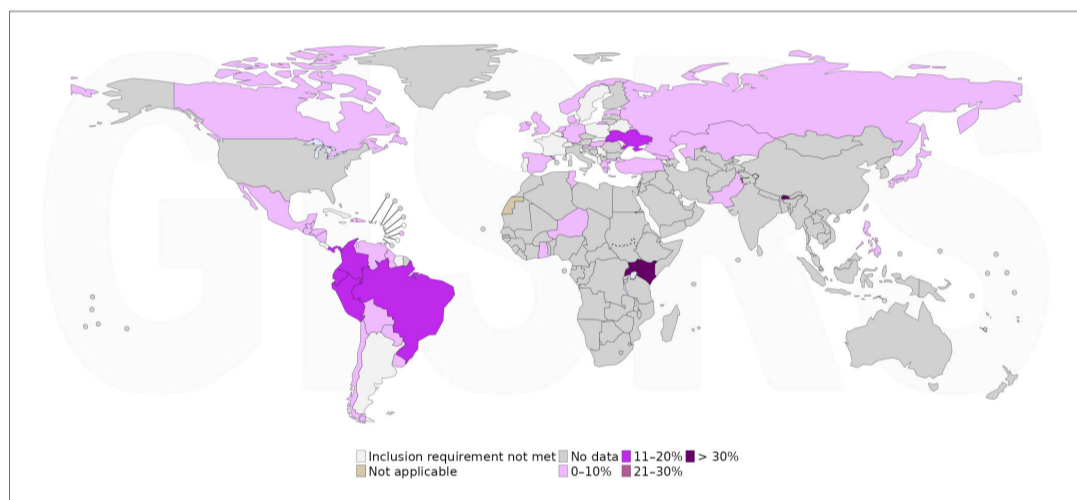 GISRS
Inclusion requirement not met No data 11–20% > 30%
Not applicable 0–10% 21–30%